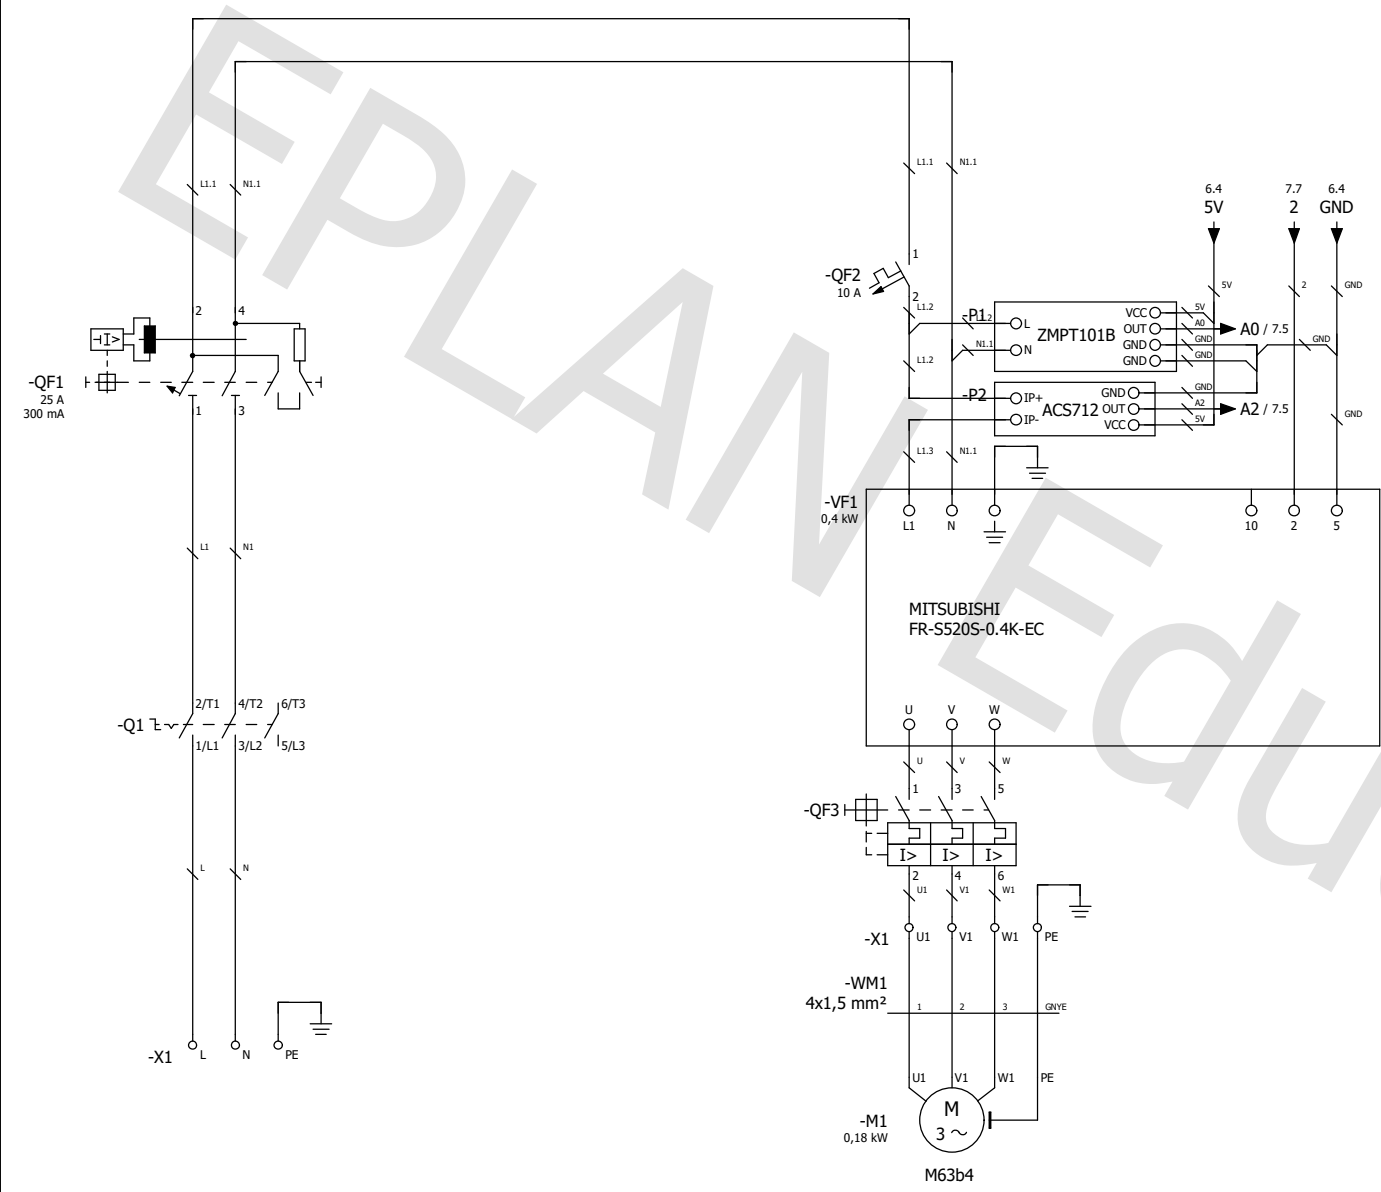 L1.1
N1.1
2
4
-QF1
25 A
300 mA
I>
1
3
L1
N1
-Q1
2/T1
4/T2
6/T3
1/L1
3/L2
5/L3
L
N
-X1
L
N
PE
L1.1
N1.1
-QF2
10 A
1
2
L1.2
L1.2
-P1
L1.2
N1.1
L
N
ZMPT101B
VCC
OUT
GND
GND
5V
A0
GND
GND
A0 / 7.5
6.4
5V
7.7
2
6.4
GND
5V
2
GND
GND
GND
-P2
IP+
IP-
ACS712
GND
OUT
VCC
GND
A2
5V
A2 / 7.5
L1.3
N1.1
-VF1
0,4 kW
L1
N
10
2
5
MITSUBISHI
FR-S520S-0.4K-EC
U
V
W
U
V
W
-QF3
1
3
5
I>
I>
I>
2
4
6
U1
V1
W1
-X1
U1
V1
W1
PE
-WM1
4x1,5 mm²
1
2
3
GNYE
U1
V1
W1
PE
-M1
0,18 kW
M
3 ~
M63b4
EPLAN Edu